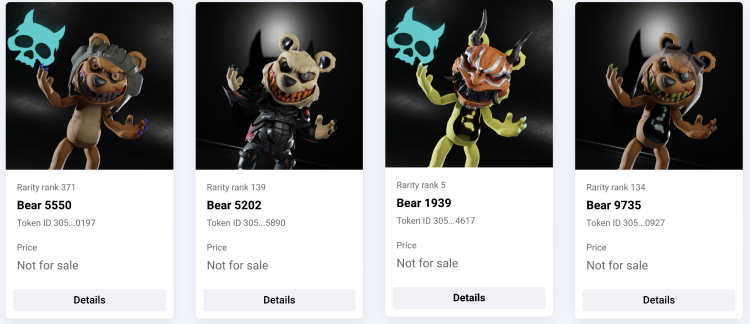 Rarity rank 371
Bear 5550
Token ID 305...0197
Price
Not for sale
Details
Rarity rank 139
Bear 5202
Token ID 305...5890
Price
Not for sale
Details
Rarity rank 5
Bear 1939
Token ID 305...4617
Price
Not for sale
Details
Rarity rank 134
Bear 9735
Token ID 305...0927
Price
Not for sale
Details